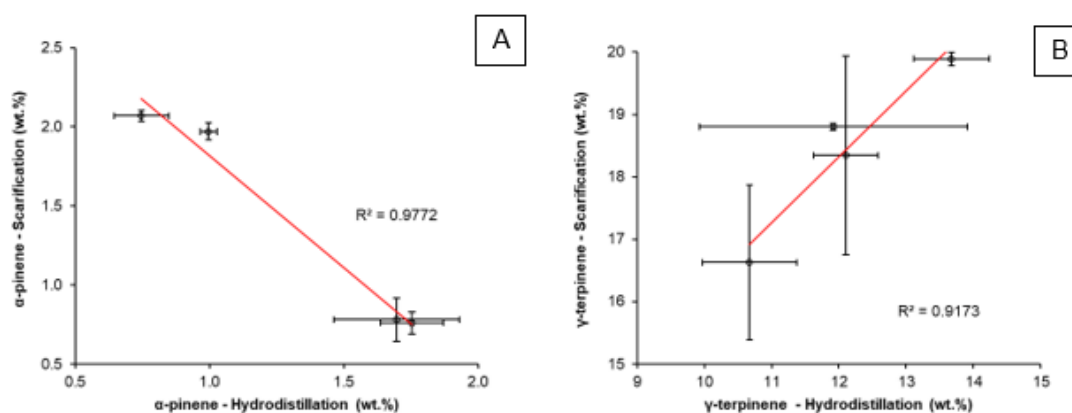 A
α-pinene - Scarification (wt.%)
2.5
2.0
1.5
1.0
0.5
R² = 0.9772
0.5
1.0
1.5
2.0
α-pinene - Hydrodistillation (wt.%)
B
γ-terpinene - Scarification (wt.%)
20
19
18
17
16
15
R² = 0.9173
9
10
11
12
13
14
15
γ-terpinene - Hydrodistillation (wt.%)